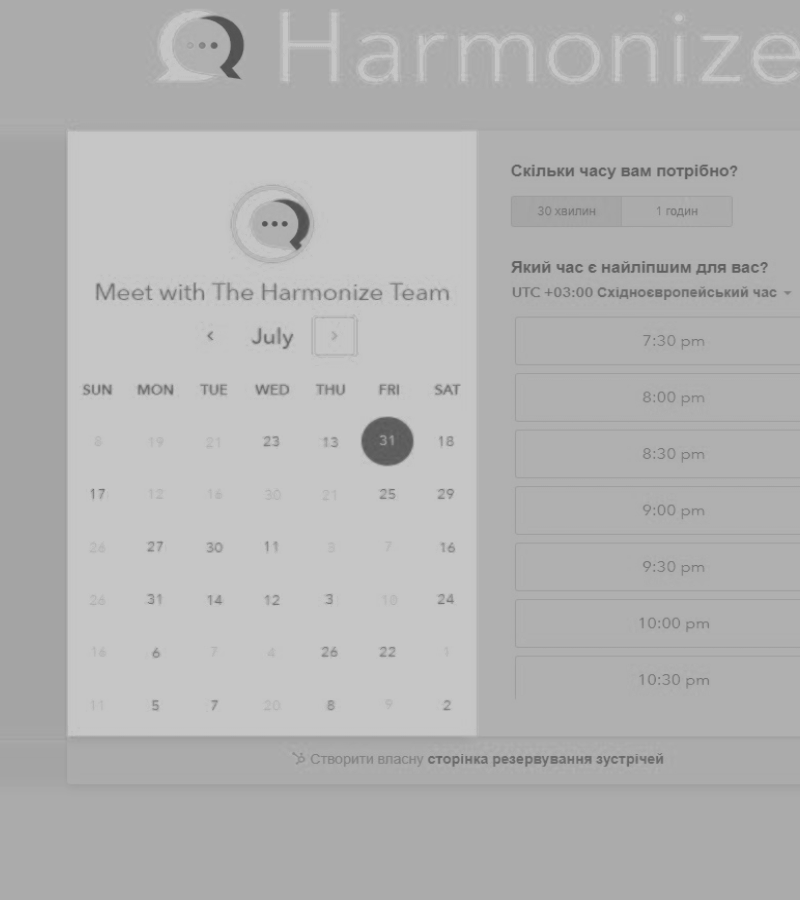 Harmonize
Meet with The Harmonize Team
July
SUN MON TUE WED THU FRI SAT
8 19 21 23 13 31 18
17 12 16 30 21 25 29
26 27 30 11 3 7 16
26 31 14 12 3 10 24
18 6 7 4 26 22 1
11 5 7 20 8 9 2
Скільки часу вам потрібно?
30 хвилин 1 годин
Який час є найліпшим для вас?
UTC +03:00 Східноєвропейський час
7:30 pm
8:00 pm
8:30 pm
9:00 pm
9:30 pm
10:00 pm
10:30 pm
Створити власну сторінка резервування зустрічей